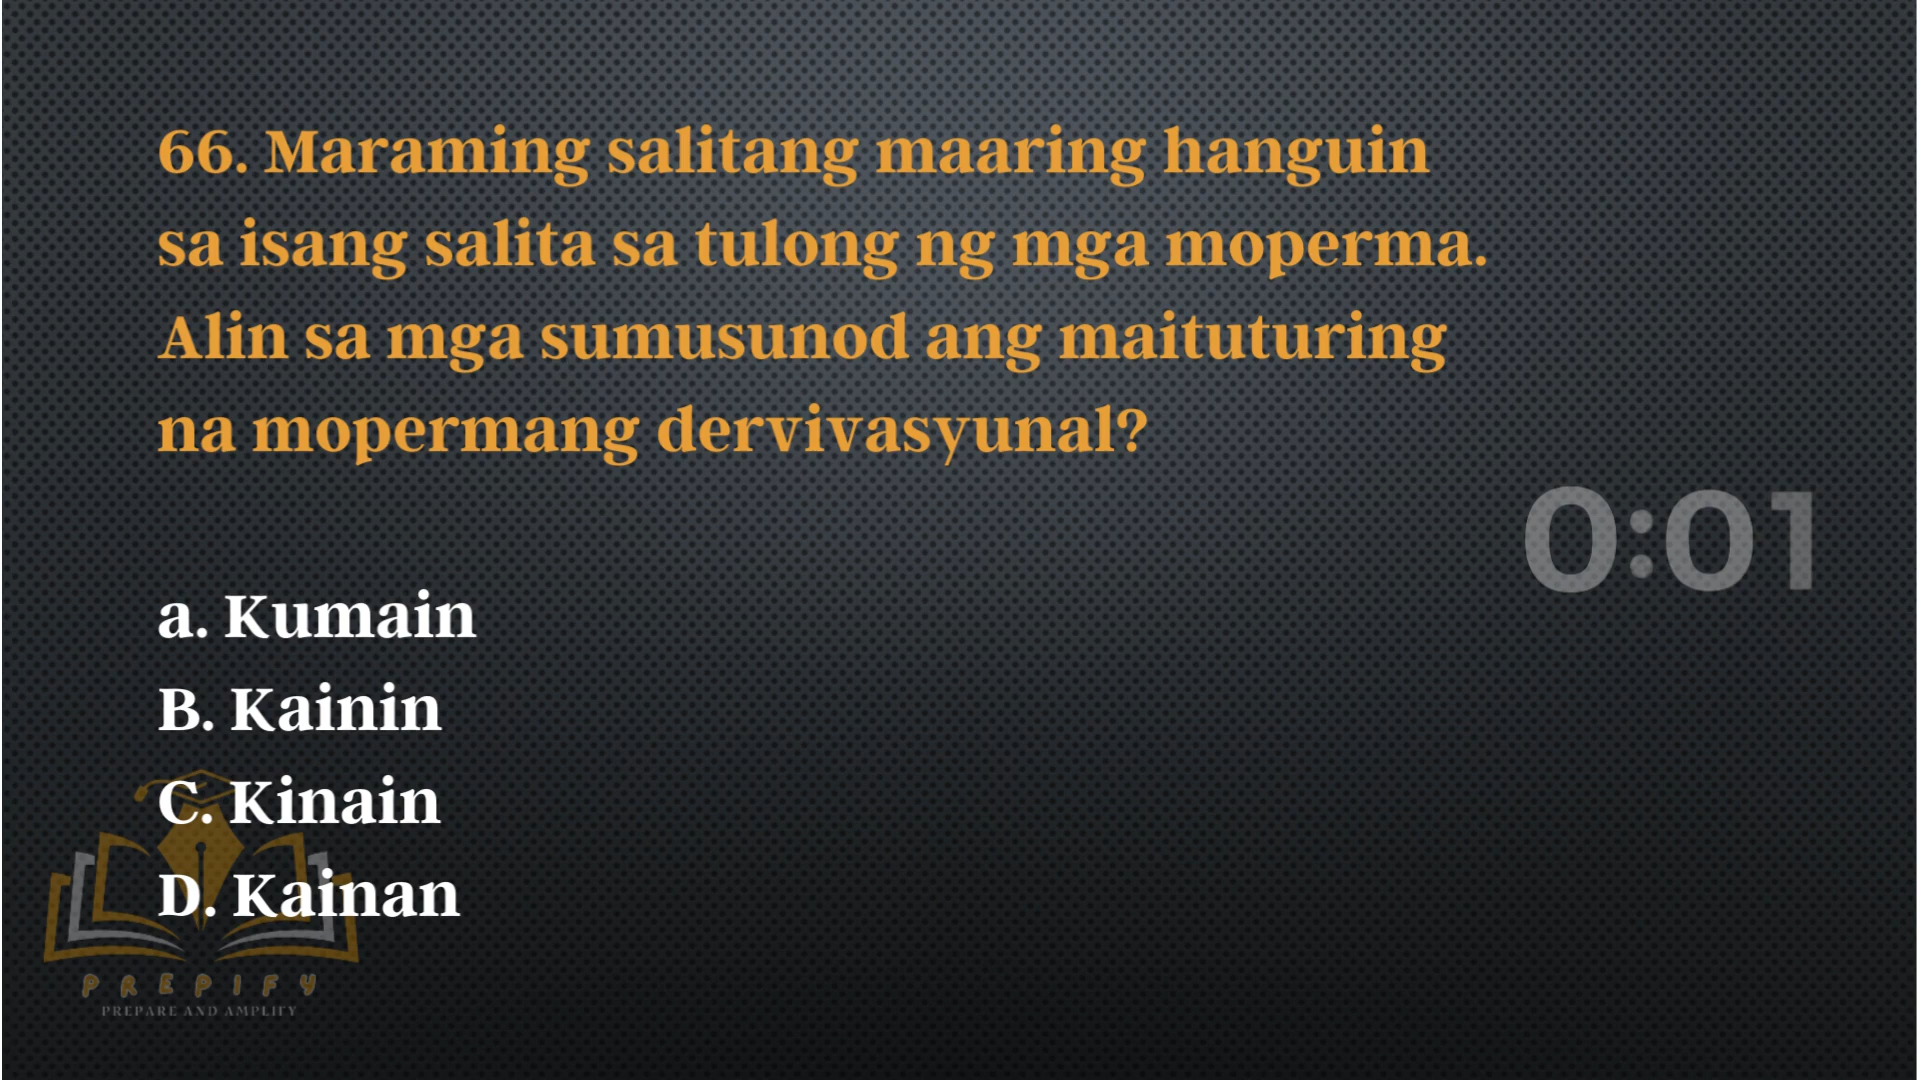 66. Maraming salitang maaring hanguin
sa isang salita sa tulong ng mga moperma.
Alin sa mga sumusunod ang maituturing
na mopermang dervivasyunal?
0:01
a. Kumain
B. Kainin
C. Kinain
D. Kainan
PREPIFY
PREPARE AND AMPLIFY